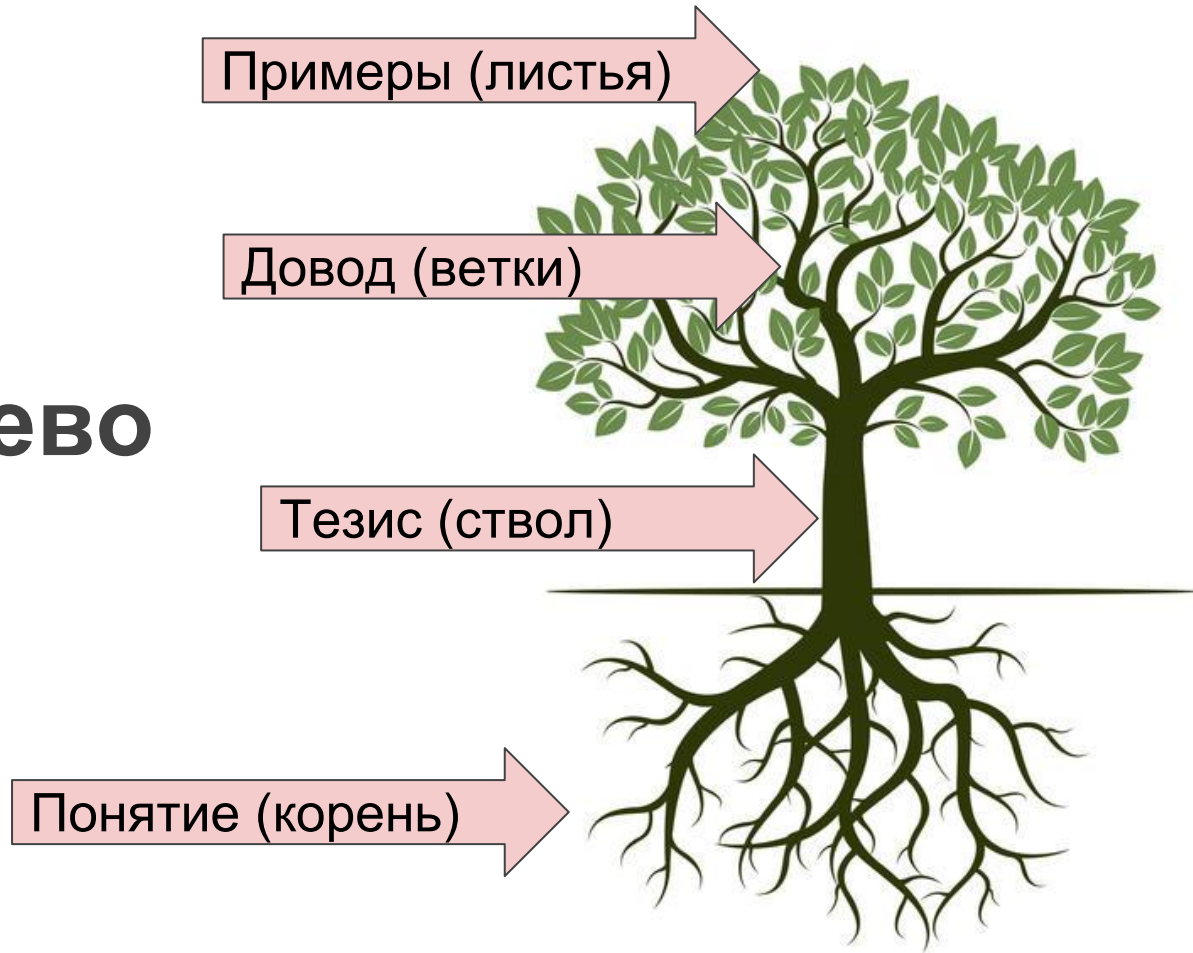 Примеры (листья)
Довод (ветки)
ево
Тезис (ствол)
Понятие (корень)